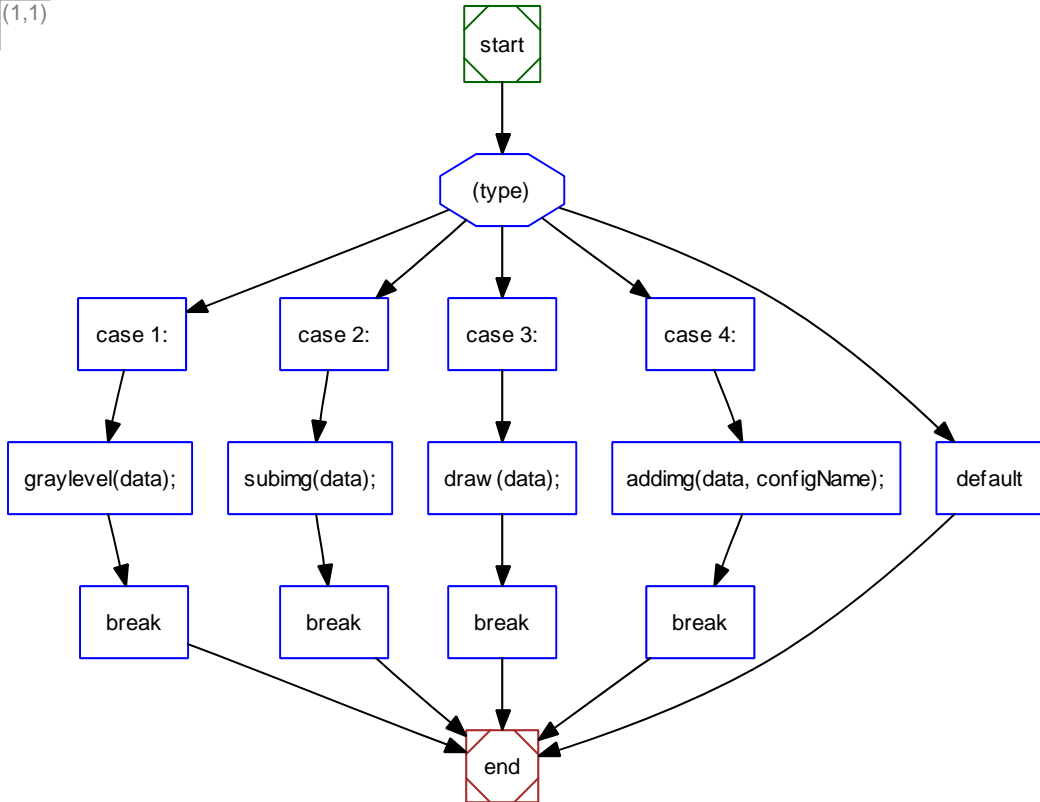 (1,1)
start
(type)
case 1:
case 2:
case 3:
case 4:
graylevel(data);
subimg(data);
draw(data);
addimg(data, configName);
default
break
break
break
break
end